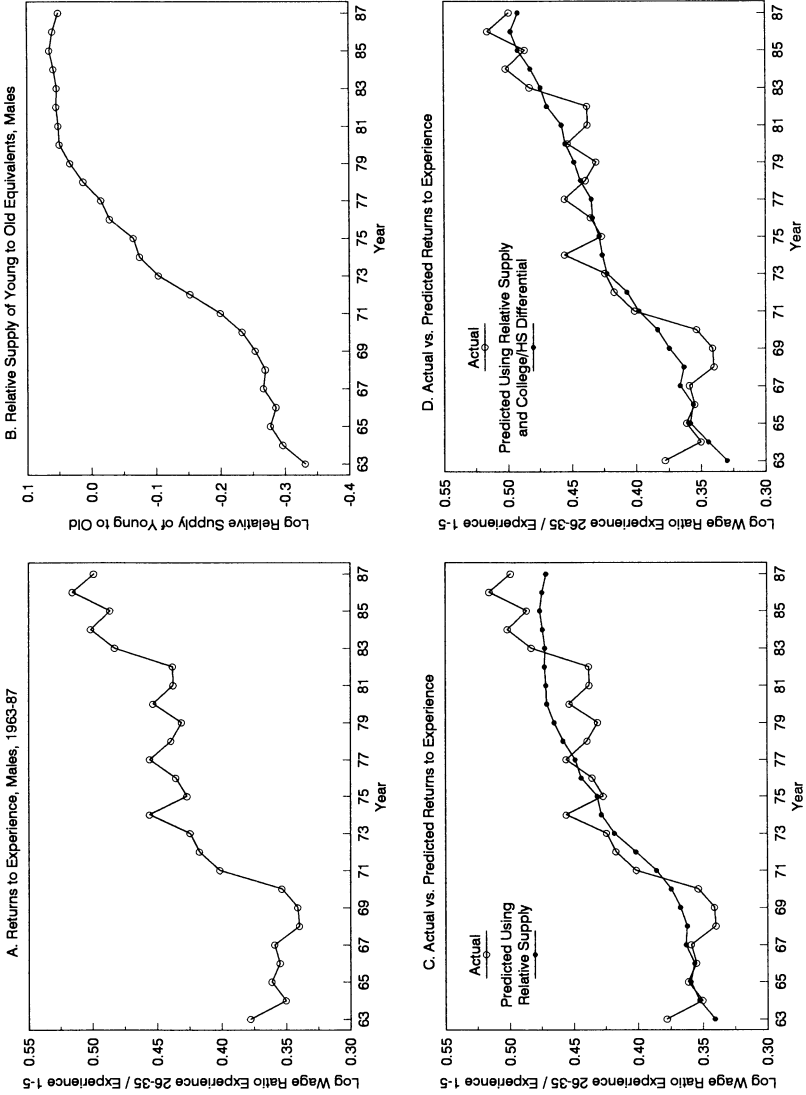 A. Returns to Experience, Males, 1963-87
Log Wage Ratio Experience 26-35 / Experience 1-5
0.55
0.50
0.45
0.40
0.35
0.30
63 65 67 69 71 73 75 77 79 81 83 85 87
Year
B. Relative Supply of Young to Old Equivalents, Males
Log Relative Supply of Young to Old
0.1
0.0
-0.1
-0.2
-0.3
-0.4
63 65 67 69 71 73 75 77 79 81 83 85 87
Year
C. Actual vs. Predicted Returns to Experience
Log Wage Ratio Experience 26-35 / Experience 1-5
0.55
0.50
0.45
0.40
0.35
0.30
Actual
Predicted Using
Relative Supply
63 65 67 69 71 73 75 77 79 81 83 85 87
Year
D. Actual vs. Predicted Returns to Experience
Log Wage Ratio Experience 26-35 / Experience 1-5
0.55
0.50
0.45
0.40
0.35
0.30
Actual
Predicted Using Relative Supply
and College/HS Differential
63 65 67 69 71 73 75 77 79 81 83 85 87
Year